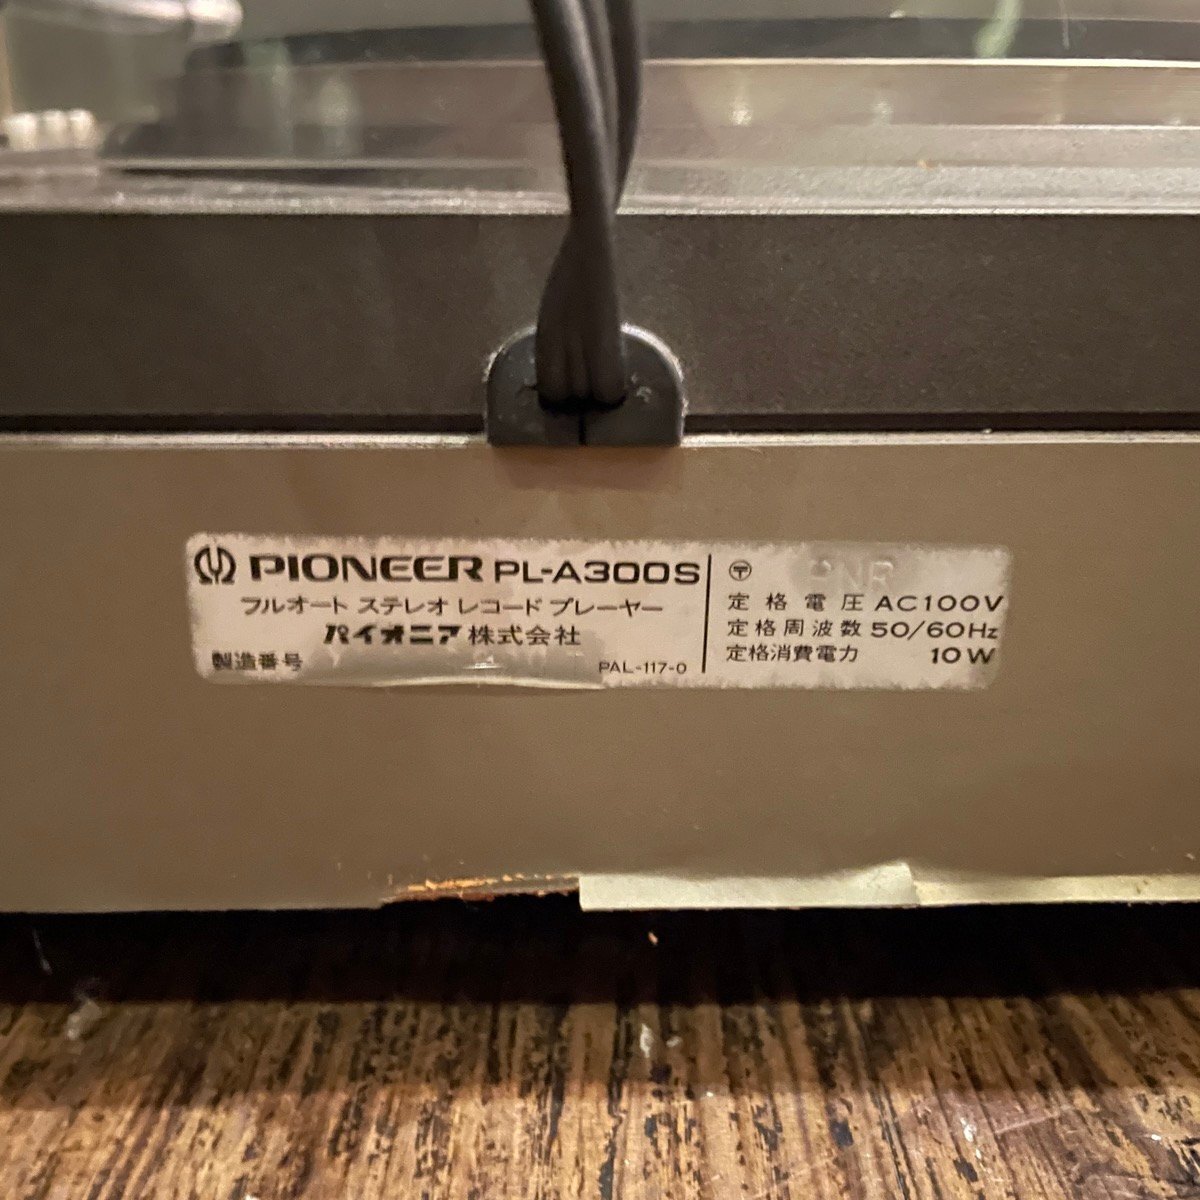 PIONEER PL-A300S
フルオート ステレオ レコード プレーヤー
パイオニア株式会社
製造番号 PAL-117-0
〒
定格電圧 AC100V
定格周波数 50/60Hz
定格消費電力 10W